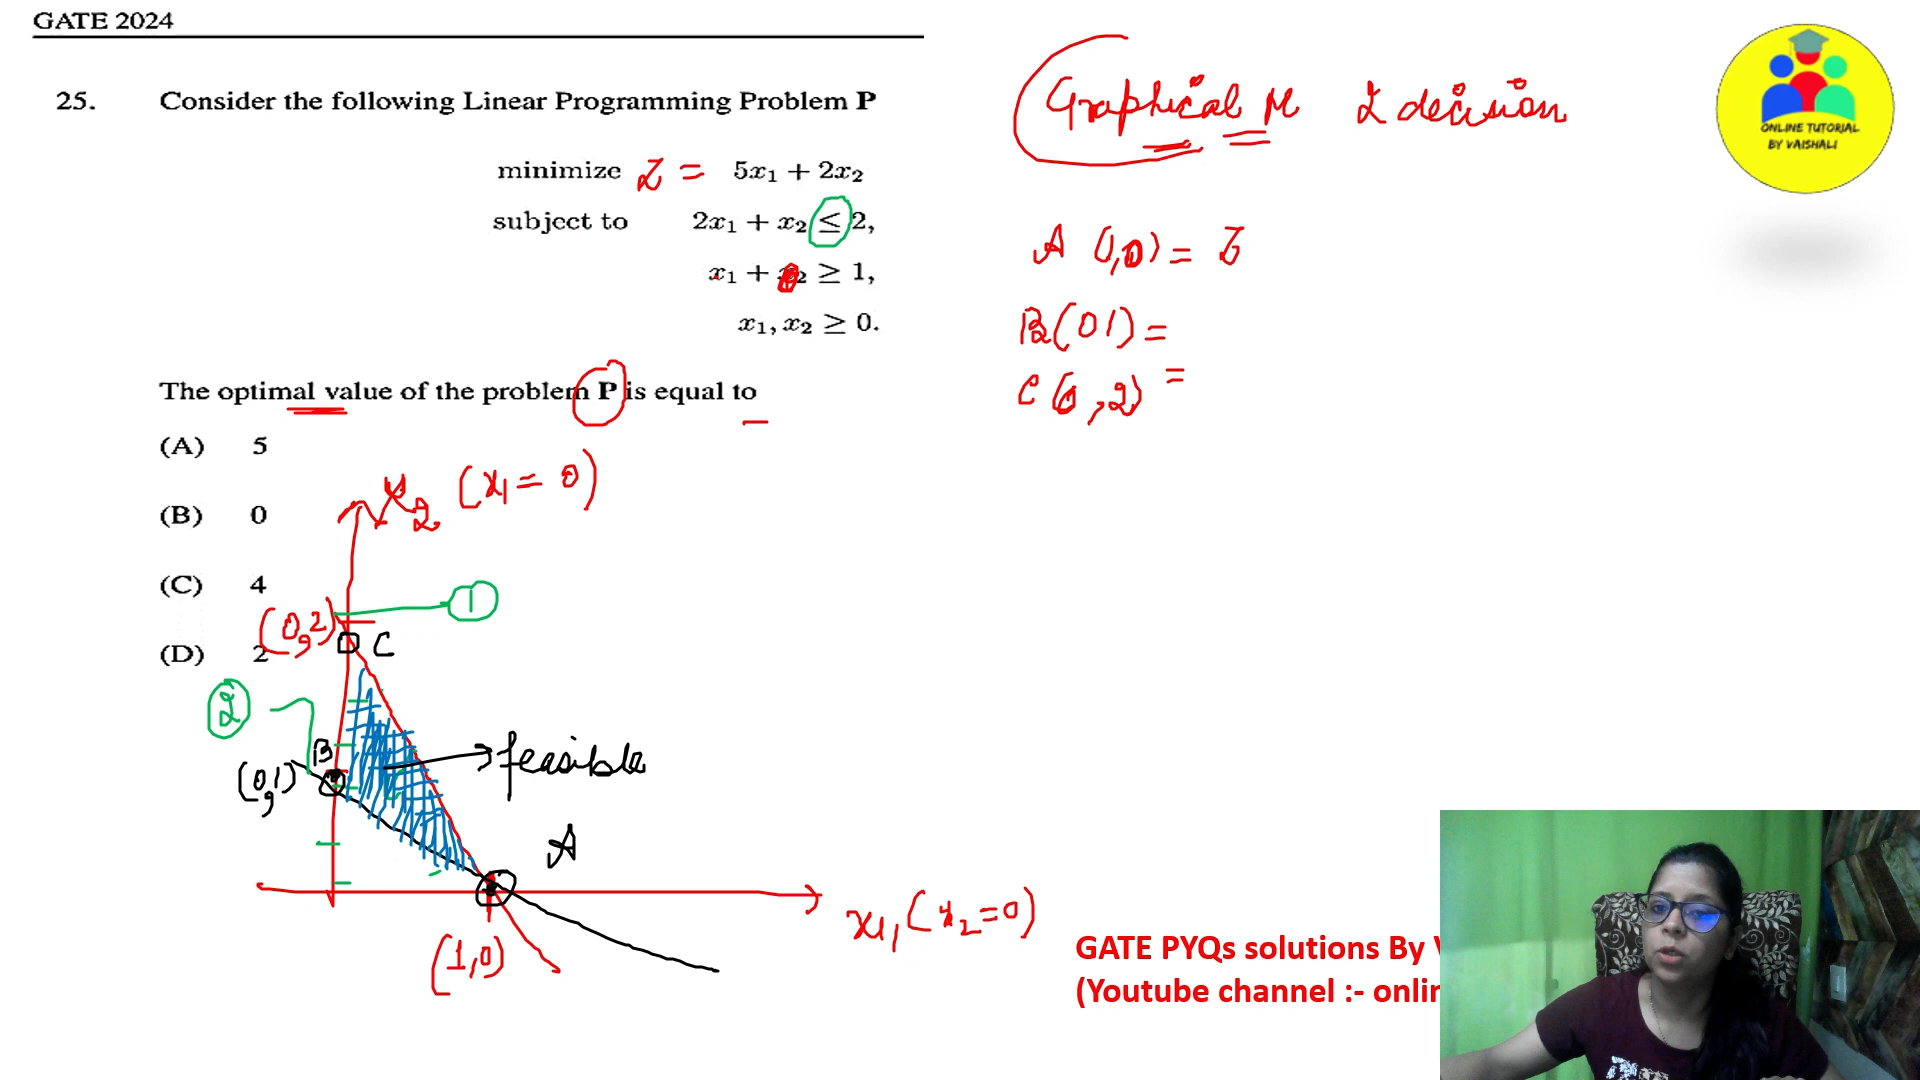 GATE 2024
25. Consider the following Linear Programming Problem P
minimize Z = 5x₁ + 2x₂
subject to 2x₁ + x₂ ≤ 2,
x₁ + x₂ ≥ 1,
x₁, x₂ ≥ 0.
The optimal value of the problem P is equal to
(A) 5
(B) 0
(C) 4
(D) 2
x₂ (x₁ = 0)
1
(0,2)
C
2
B
(0,1)
feasible
A
(1,0)
x₁, (x₂=0)
Graphical M 2 decision
A (1,0) =
B(0 1) =
C(0,2) =
ONLINE TUTORIAL
BY VAISHALI
GATE PYQs solutions By
(Youtube channel :- onlin